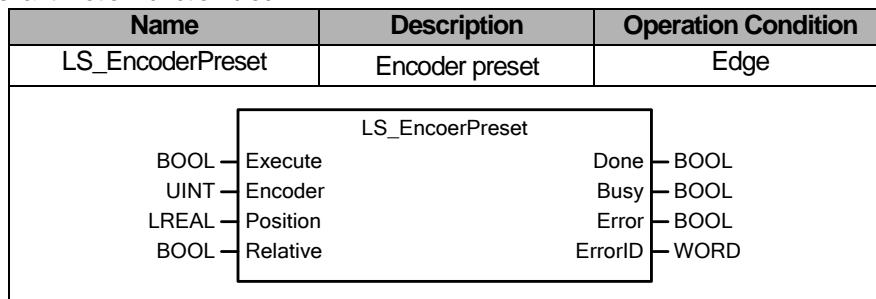 Name Description Operation Condition
LS_EncoderPreset Encoder preset Edge
LS_EncoerPreset
BOOL Execute Done BOOL
UINT Encoder Busy BOOL
LREAL Position Error BOOL
BOOL Relative ErrorID WORD